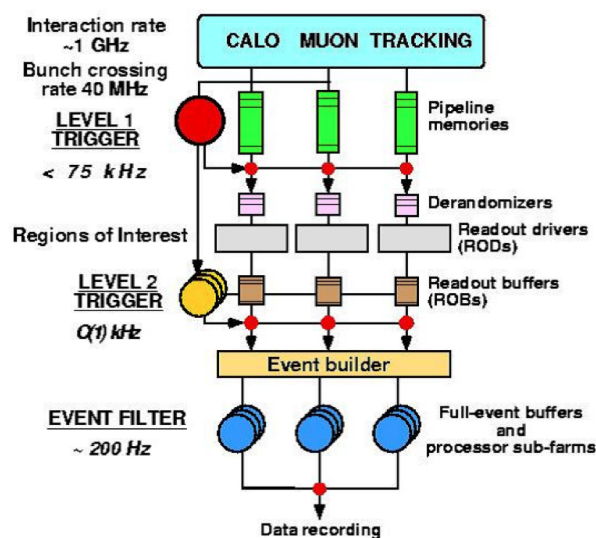 Interaction rate
~1 GHz
Bunch crossing
rate 40 MHz
CALO MUON TRACKING
LEVEL 1
TRIGGER
< 75 kHz
Pipeline
memories
Derandomizers
Regions of Interest
Readout drivers
(RODs)
LEVEL 2
TRIGGER
O(1) kHz
Readout buffers
(ROBs)
Event builder
EVENT FILTER
~ 200 Hz
Full-event buffers
and
processor sub-farms
Data recording